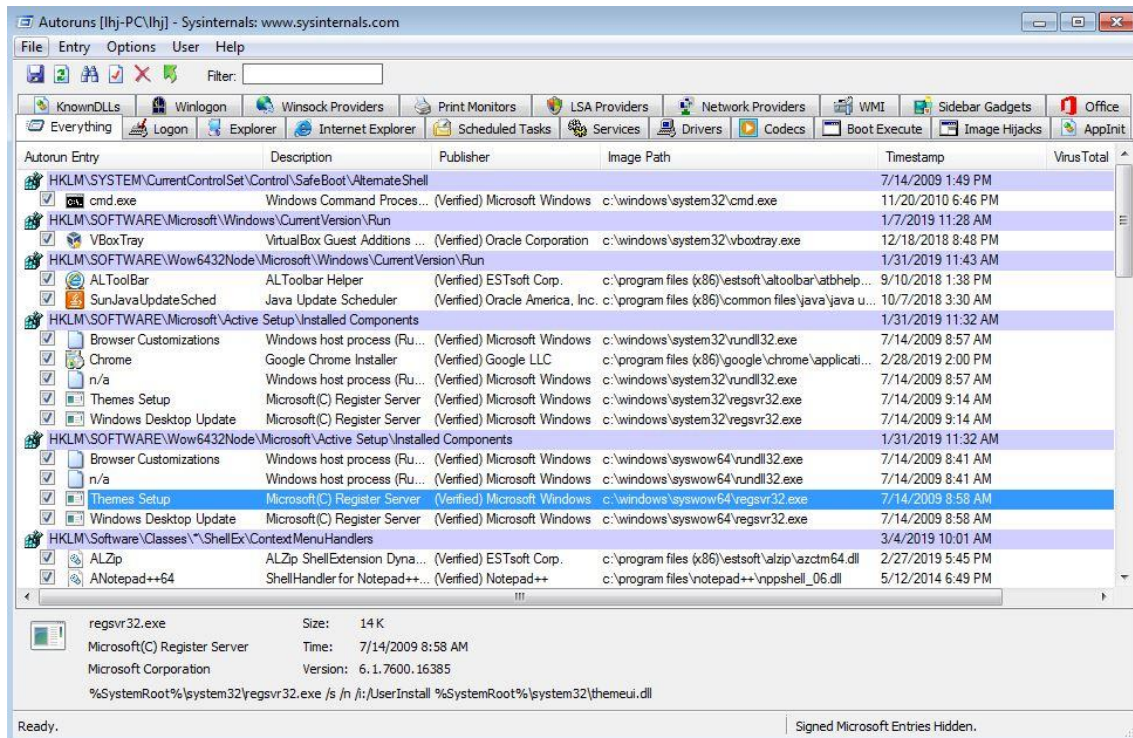 Autoruns [lhj-PC\lhj] - Sysinternals: www.sysinternals.com
File Entry Options User Help
Filter:
KnownDLLs Winlogon Winsock Providers Print Monitors LSA Providers Network Providers WMI Sidebar Gadgets Office
Everything Logon Explorer Internet Explorer Scheduled Tasks Services Drivers Codecs Boot Execute Image Hijacks AppInit
Autorun Entry Description Publisher Image Path Timestamp VirusTotal
HKLM\SYSTEM\CurrentControlSet\Control\SafeBoot\AlternateShell 7/14/2009 1:49 PM
cmd.exe Windows Command Proces... (Verified) Microsoft Windows c:\windows\system32\cmd.exe 11/20/2010 6:46 PM
HKLM\SOFTWARE\Microsoft\Windows\CurrentVersion\Run 1/7/2019 11:28 AM
VBoxTray VirtualBox Guest Additions ... (Verified) Oracle Corporation c:\windows\system32\vboxtray.exe 12/18/2018 8:48 PM
HKLM\SOFTWARE\Wow6432Node\Microsoft\Windows\CurrentVersion\Run 1/31/2019 11:43 AM
ALToolBar ALToolbar Helper (Verified) ESTsoft Corp. c:\program files (x86)\estsoft\altoolbar\atbhelp... 9/10/2018 1:38 PM
SunJavaUpdateSched Java Update Scheduler (Verified) Oracle America, Inc. c:\program files (x86)\common files\java\java u... 10/7/2018 3:30 AM
HKLM\SOFTWARE\Microsoft\Active Setup\Installed Components 1/31/2019 11:32 AM
Browser Customizations Windows host process (Ru... (Verified) Microsoft Windows c:\windows\system32\rundll32.exe 7/14/2009 8:57 AM
Chrome Google Chrome Installer (Verified) Google LLC c:\program files (x86)\google\chrome\applicati... 2/28/2019 2:00 PM
n/a Windows host process (Ru... (Verified) Microsoft Windows c:\windows\system32\rundll32.exe 7/14/2009 8:57 AM
Themes Setup Microsoft(C) Register Server (Verified) Microsoft Windows c:\windows\system32\regsvr32.exe 7/14/2009 9:14 AM
Windows Desktop Update Microsoft(C) Register Server (Verified) Microsoft Windows c:\windows\system32\regsvr32.exe 7/14/2009 9:14 AM
HKLM\SOFTWARE\Wow6432Node\Microsoft\Active Setup\Installed Components 1/31/2019 11:32 AM
Browser Customizations Windows host process (Ru... (Verified) Microsoft Windows c:\windows\syswow64\rundll32.exe 7/14/2009 8:41 AM
n/a Windows host process (Ru... (Verified) Microsoft Windows c:\windows\syswow64\rundll32.exe 7/14/2009 8:41 AM
Themes Setup Microsoft(C) Register Server (Verified) Microsoft Windows c:\windows\syswow64\regsvr32.exe 7/14/2009 8:58 AM
Windows Desktop Update Microsoft(C) Register Server (Verified) Microsoft Windows c:\windows\syswow64\regsvr32.exe 7/14/2009 8:58 AM
HKLM\Software\Classes\*\ShellEx\ContextMenuHandlers 3/4/2019 10:01 AM
ALZip ALZip ShellExtension Dyna... (Verified) ESTsoft Corp. c:\program files (x86)\estsoft\alzip\azctm64.dll 2/27/2019 5:45 PM
ANotepad++64 ShellHandler for Notepad++... (Verified) Notepad++ c:\program files\notepad++\nppshell_06.dll 5/12/2014 6:49 PM
regsvr32.exe Size: 14 K
Microsoft(C) Register Server Time: 7/14/2009 8:58 AM
Microsoft Corporation Version: 6.1.7600.16385
%SystemRoot%\system32\regsvr32.exe /s /n /i:/UserInstall %SystemRoot%\system32\themeui.dll
Ready. Signed Microsoft Entries Hidden.